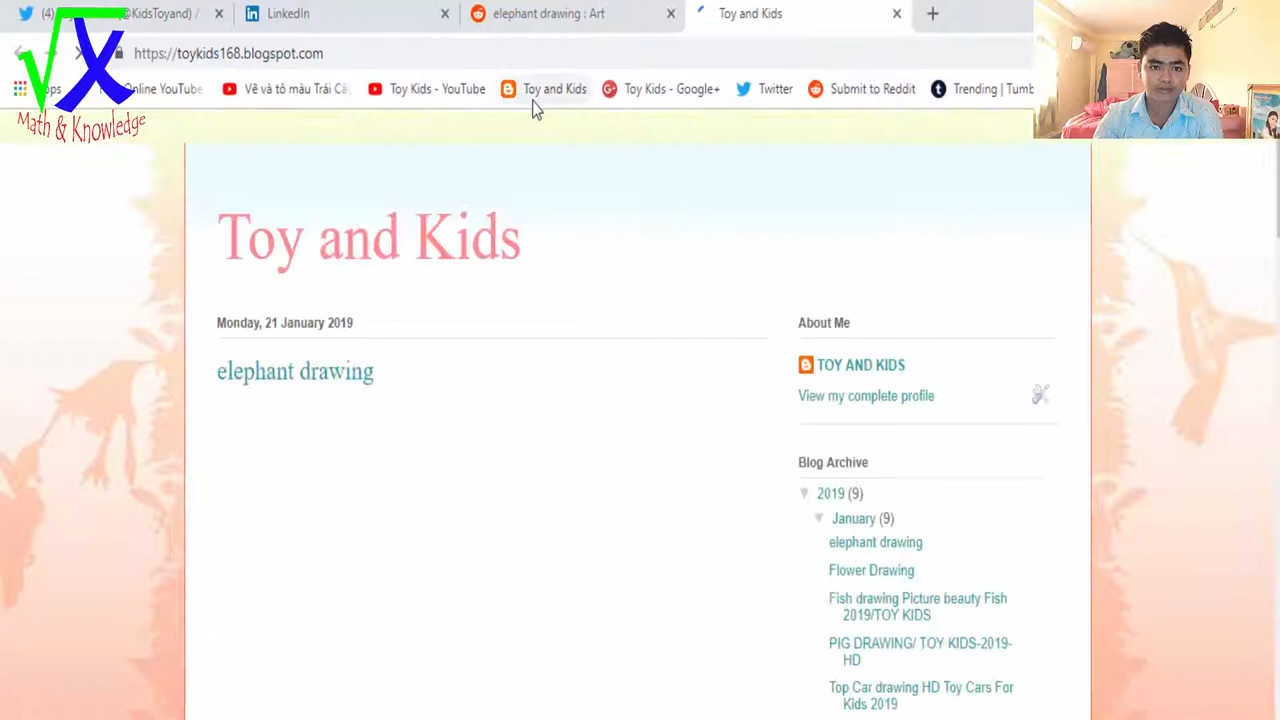 (4) @KidsToyand) /
LinkedIn
elephant drawing : Art
Toy and Kids
https://toykids168.blogspot.com
Online YouTube
Vẽ và tô màu Trái
Toy Kids - YouTube
Toy and Kids
Toy Kids - Google+
Twitter
Submit to Reddit
Trending | Tumb
√X
Math & Knowledge
Toy and Kids
Monday, 21 January 2019
elephant drawing
About Me
TOY AND KIDS
View my complete profile
Blog Archive
2019 (9)
January (9)
elephant drawing
Flower Drawing
Fish drawing Picture beauty Fish
2019/TOY KIDS
PIG DRAWING/ TOY KIDS-2019-
HD
Top Car drawing HD Toy Cars For
Kids 2019